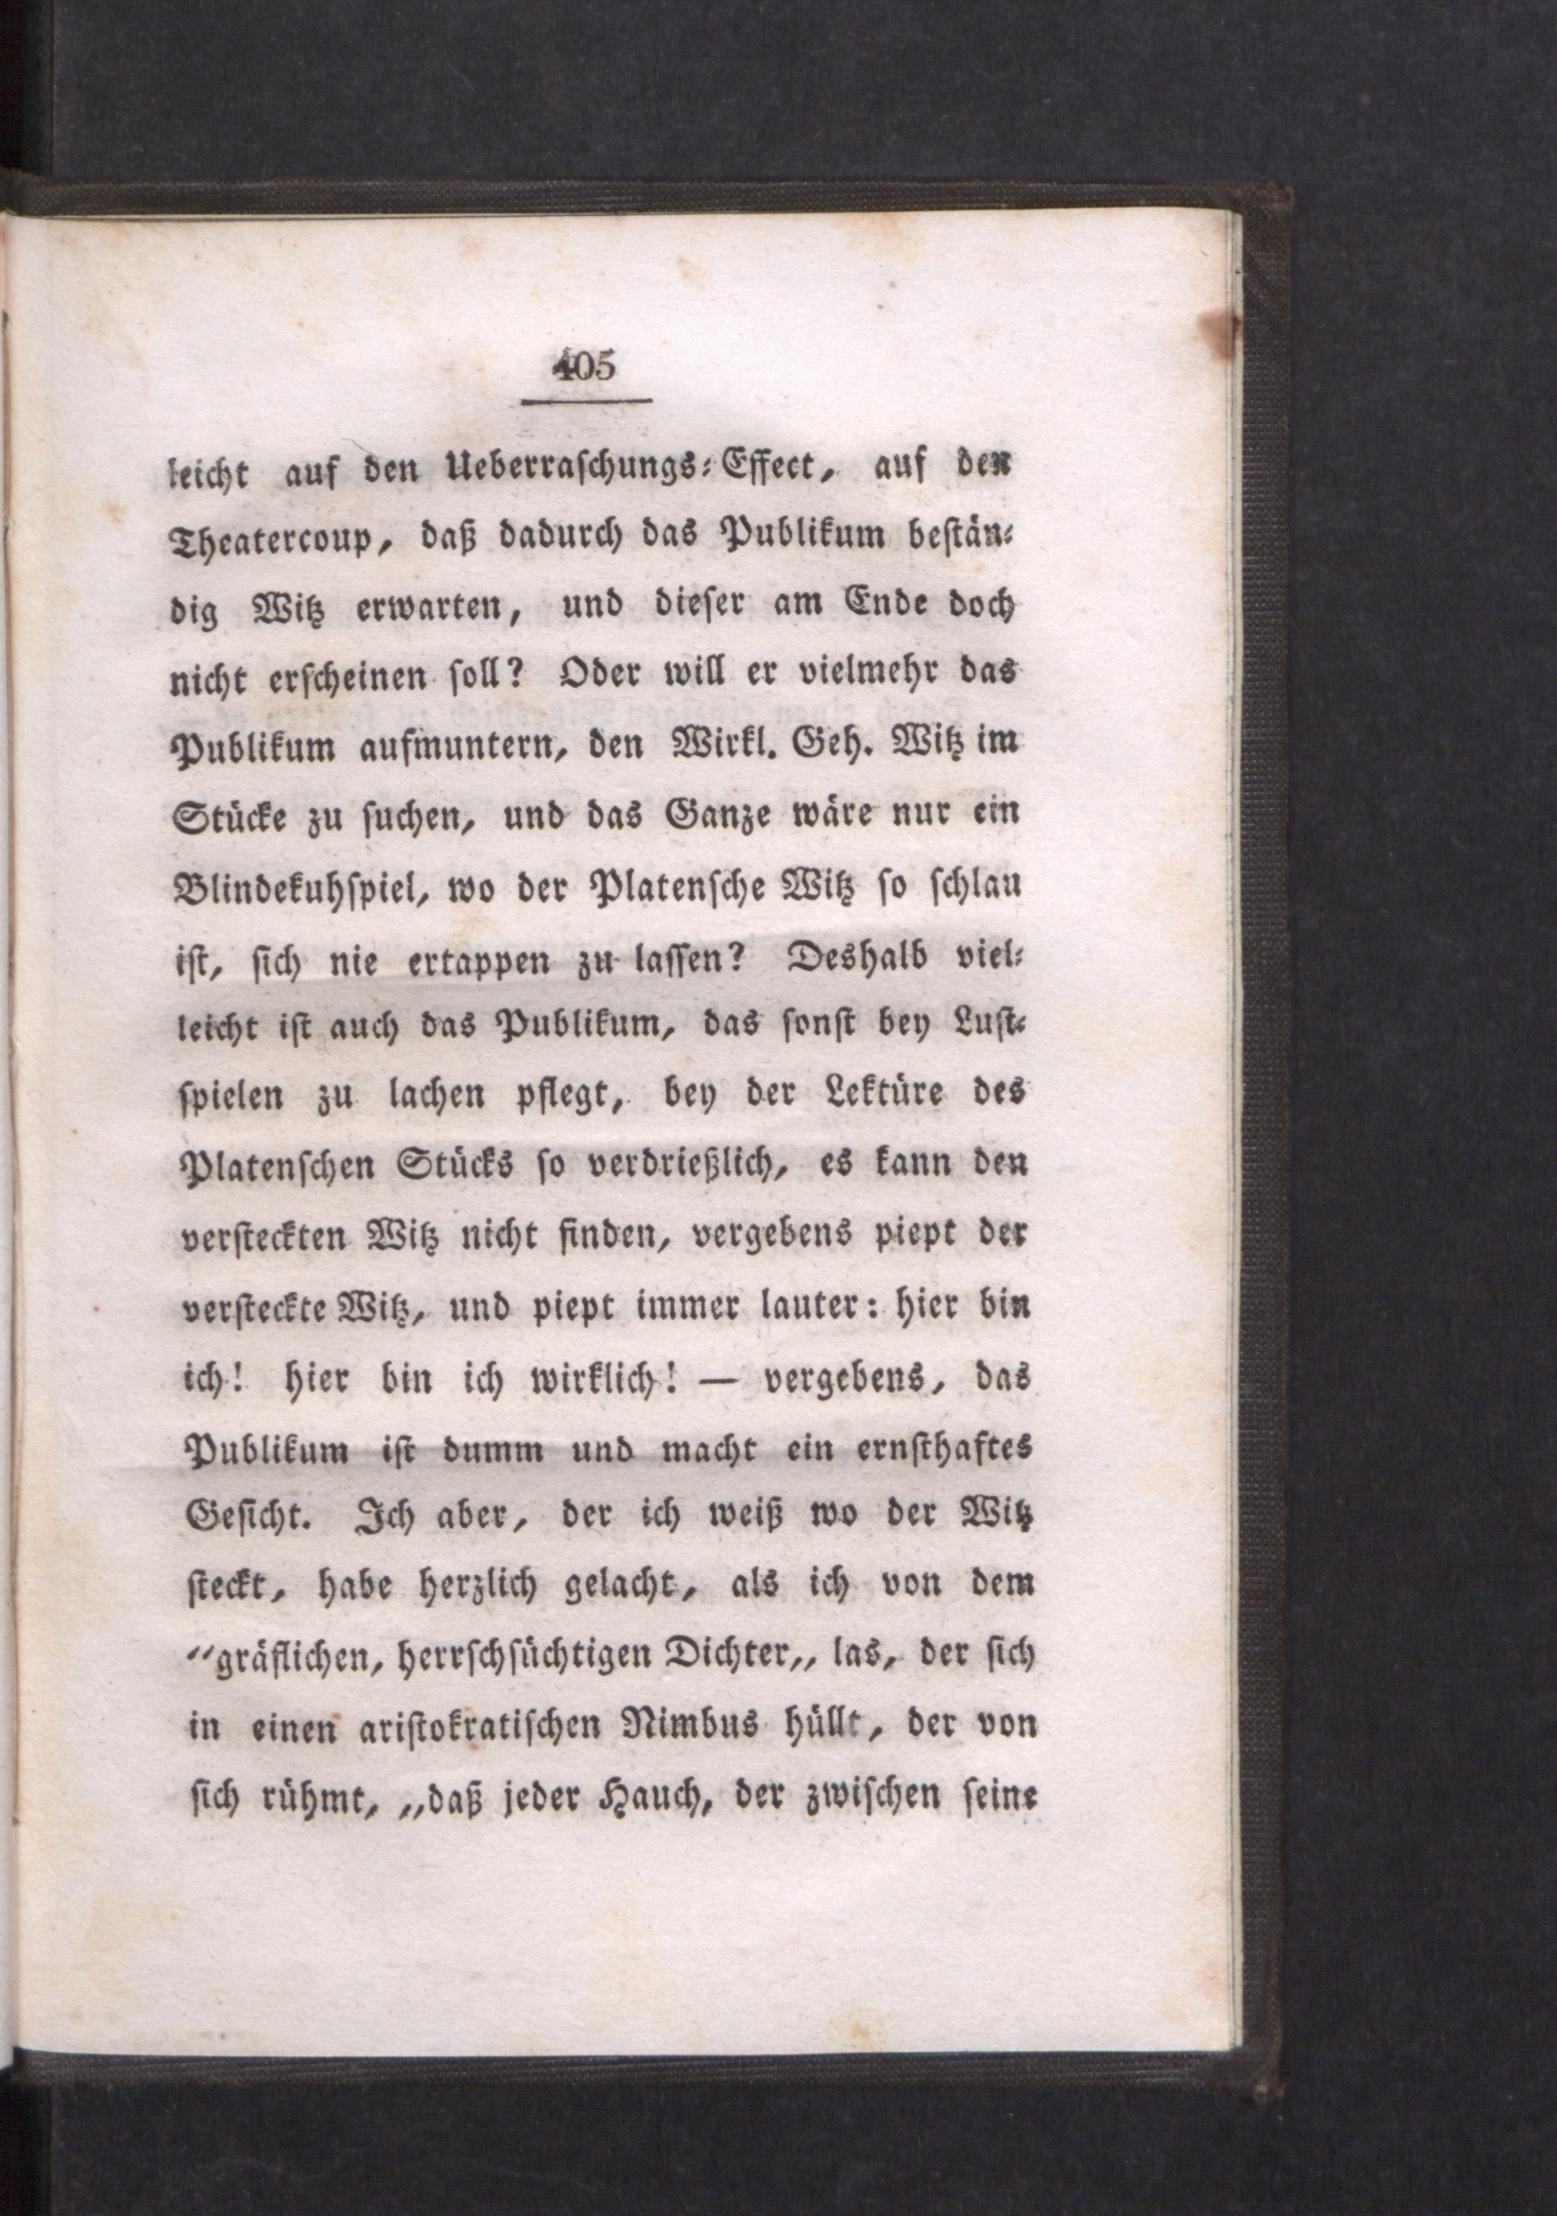 405
leicht auf den Ueberraſchungs⸗Effect, auf den
Theatercoup, daß dadurch das Publikum beſtän⸗
dig Witz erwarten, und dieſer am Ende doch
nicht erſcheinen ſoll? Oder will er vielmehr das
Publikum aufmuntern, den Wirkl. Geh. Witz im
Stücke zu ſuchen, und das Ganze wäre nur ein
Blindekuhſpiel, wo der Platenſche Witz ſo ſchlau
iſt, ſich nie ertappen zu laſſen? Deshalb viel⸗
leicht iſt auch das Publikum, das ſonſt bey Luſt⸗
ſpielen zu lachen pflegt, bey der Lektüre des
Platenſchen Stücks ſo verdrießlich, es kann den
verſteckten Witz nicht finden, vergebens piept der
verſteckte Witz, und piept immer lauter: hier bin
ich! hier bin ich wirklich! — vergebens, das
Publikum iſt dumm und macht ein ernſthaftes
Geſicht. Ich aber, der ich weiß wo der Witz
ſteckt, habe herzlich gelacht, als ich von dem
“gräflichen, herrſchſüchtigen Dichter„ las, der ſich
in einen ariſtokratiſchen Nimbus hüllt, der von
ſich rühmt, „daß jeder Hauch, der zwiſchen ſeine